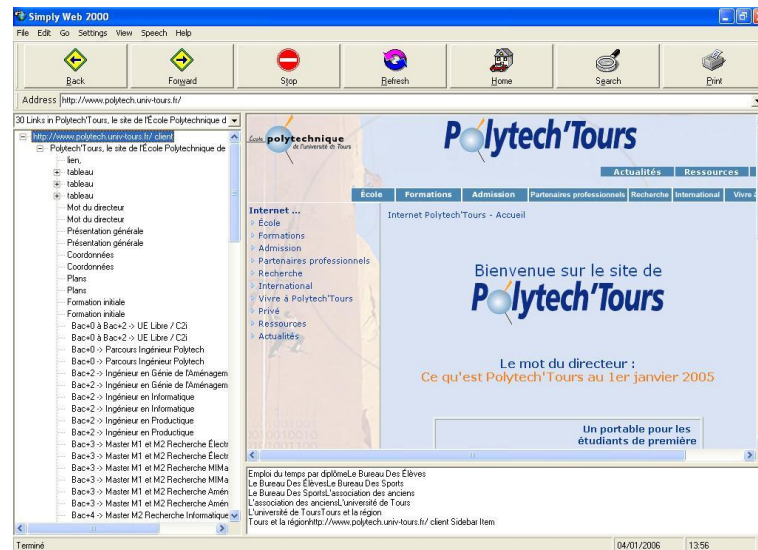 Simply Web 2000
File Edit Go Settings View Speech Help
Back Forward Stop Refresh Home Search Print
Address http://www.polytech.univ-tours.fr/
30 Links in Polytech'Tours, le site de l'École Polytechnique d
http://www.polytech.univ-tours.fr/ client
Polytech'Tours, le site de l'École Polytechnique de
lien,
tableau
tableau
tableau
Mot du directeur
Mot du directeur
Présentation générale
Présentation générale
Coordonnées
Coordonnées
Plans
Plans
Formation initiale
Formation initiale
Bac+0 à Bac+2 -> UE Libre / C2i
Bac+0 à Bac+2 -> UE Libre / C2i
Bac+0 -> Parcours Ingénieur Polytech
Bac+0 -> Parcours Ingénieur Polytech
Bac+2 -> Ingénieur en Génie de l'Aménagem
Bac+2 -> Ingénieur en Génie de l'Aménagem
Bac+2 -> Ingénieur en Informatique
Bac+2 -> Ingénieur en Informatique
Bac+2 -> Ingénieur en Productique
Bac+2 -> Ingénieur en Productique
Bac+3 -> Master M1 et M2 Recherche Électr
Bac+3 -> Master M1 et M2 Recherche Électr
Bac+3 -> Master M1 et M2 Recherche MIMa
Bac+3 -> Master M1 et M2 Recherche MIMa
Bac+3 -> Master M1 et M2 Recherche Amén
Bac+3 -> Master M1 et M2 Recherche Amén
Bac+4 -> Master M2 Recherche Informatique
École polytechnique
de l'université de Tours
Polytech'Tours
Actualités Ressources
École Formations Admission Partenaires professionnels Recherche International Vivre à
Internet ...
École
Formations
Admission
Partenaires professionnels
Recherche
International
Vivre à Polytech'Tours
Privé
Ressources
Actualités
Internet Polytech'Tours - Accueil
Bienvenue sur le site de
Polytech'Tours
Le mot du directeur :
Ce qu'est Polytech'Tours au 1er janvier 2005
Un portable pour les
étudiants de première
Emploi du temps par diplômeLe Bureau Des Élèves
Le Bureau Des ÉlèvesLe Bureau Des Sports
Le Bureau Des SportsL'association des anciens
L'association des anciensL'université de Tours
L'université de ToursTours et la région
Tours et la régionhttp://www.polytech.univ-tours.fr/ client Sidebar Item
Terminé 04/01/2006 13:56